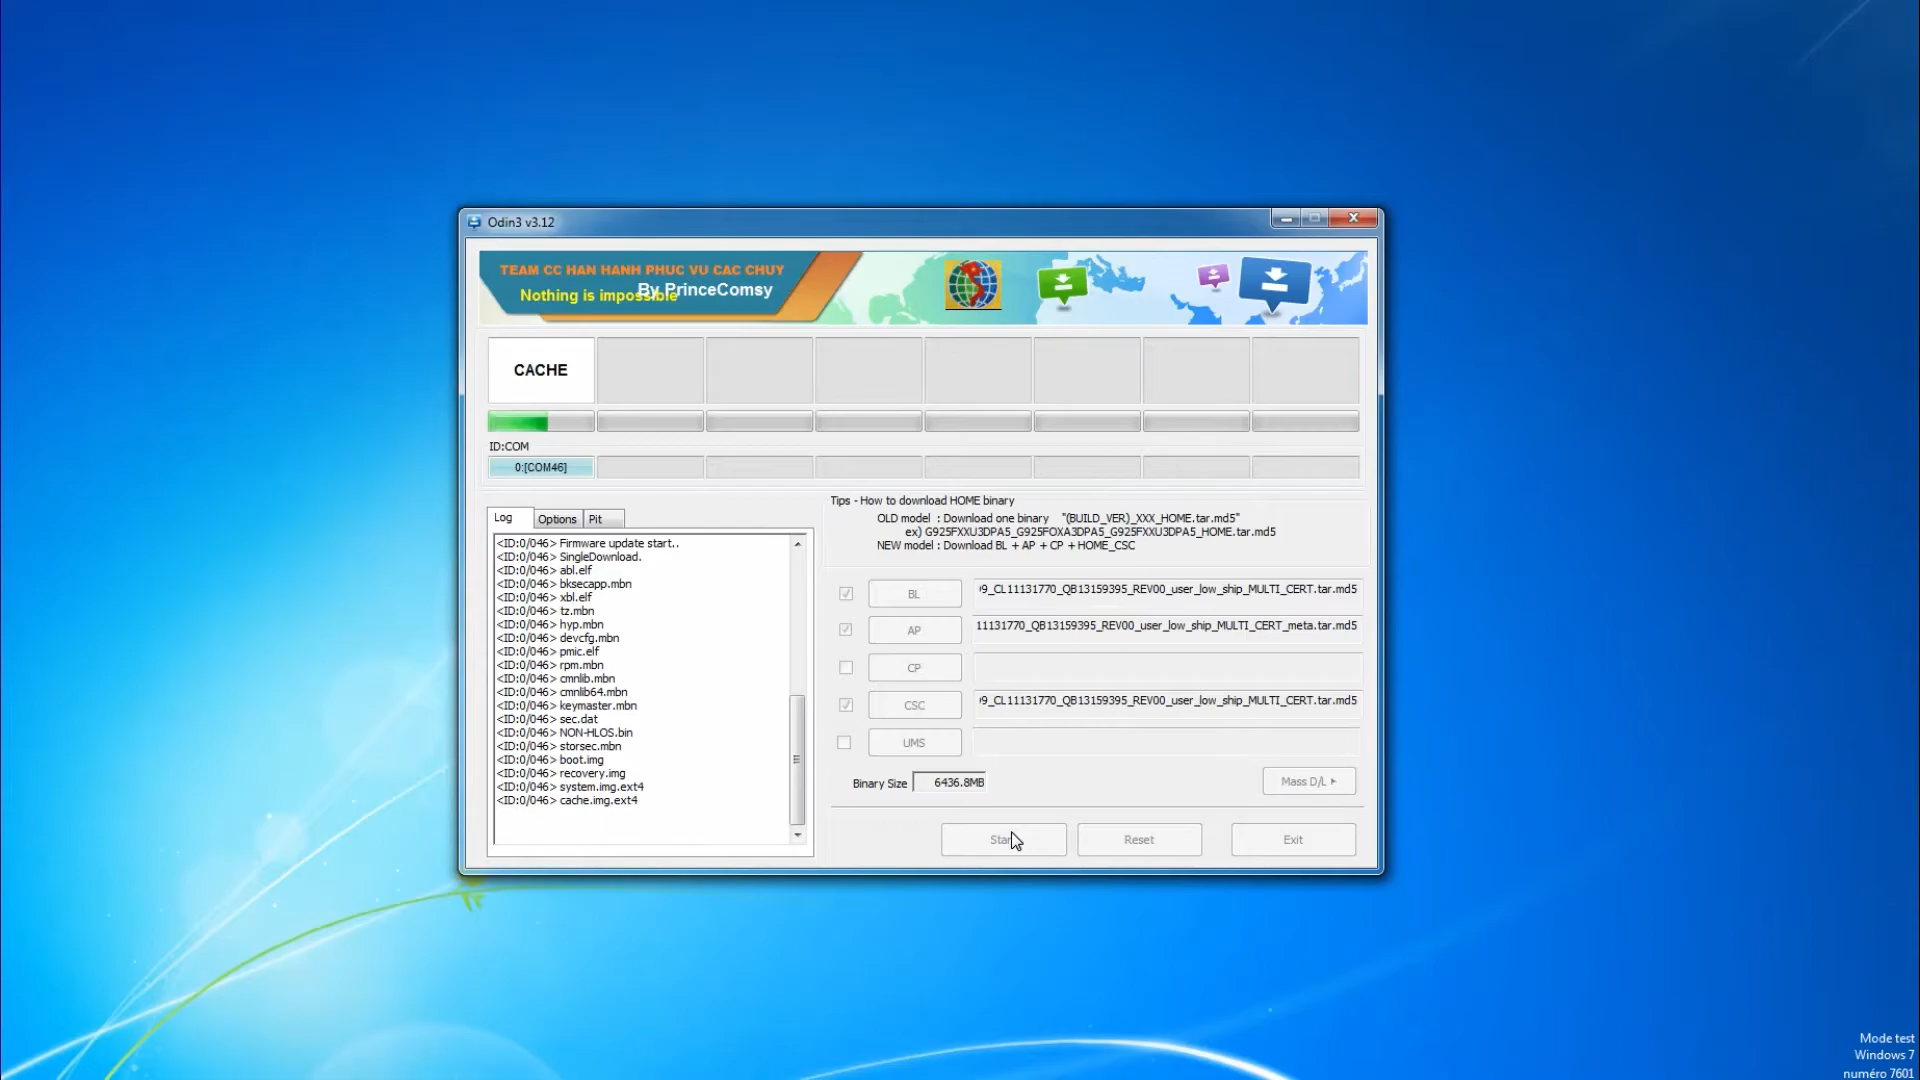 Odin3 v3.12
TEAM CC HAN HANH PHUC VU CAC CHUY
Nothing is impossible
By PrinceComsy
CACHE
ID:COM
0:[COM46]
Log
Options
Pit
<ID:0/046> Firmware update start..
<ID:0/046> SingleDownload.
<ID:0/046> abl.elf
<ID:0/046> bksecapp.mbn
<ID:0/046> xbl.elf
<ID:0/046> tz.mbn
<ID:0/046> hyp.mbn
<ID:0/046> devcfg.mbn
<ID:0/046> pmic.elf
<ID:0/046> rpm.mbn
<ID:0/046> cmnlib.mbn
<ID:0/046> cmnlib64.mbn
<ID:0/046> keymaster.mbn
<ID:0/046> sec.dat
<ID:0/046> NON-HLOS.bin
<ID:0/046> storsec.mbn
<ID:0/046> boot.img
<ID:0/046> recovery.img
<ID:0/046> system.img.ext4
<ID:0/046> cache.img.ext4
Tips - How to download HOME binary
OLD model : Download one binary "(BUILD_VER)_XXX_HOME.tar.md5"
ex) G925FXXU3DPA5_G925FOXA3DPA5_G925FXXU3DPA5_HOME.tar.md5
NEW model : Download BL + AP + CP + HOME_CSC
BL
9_CL11131770_QB13159395_REV00_user_low_ship_MULTI_CERT.tar.md5
AP
11131770_QB13159395_REV00_user_low_ship_MULTI_CERT_meta.tar.md5
CP
CSC
9_CL11131770_QB13159395_REV00_user_low_ship_MULTI_CERT.tar.md5
UMS
Binary Size
6436.8MB
Mass D/L
Start
Reset
Exit
Mode test
Windows 7
numéro 7601